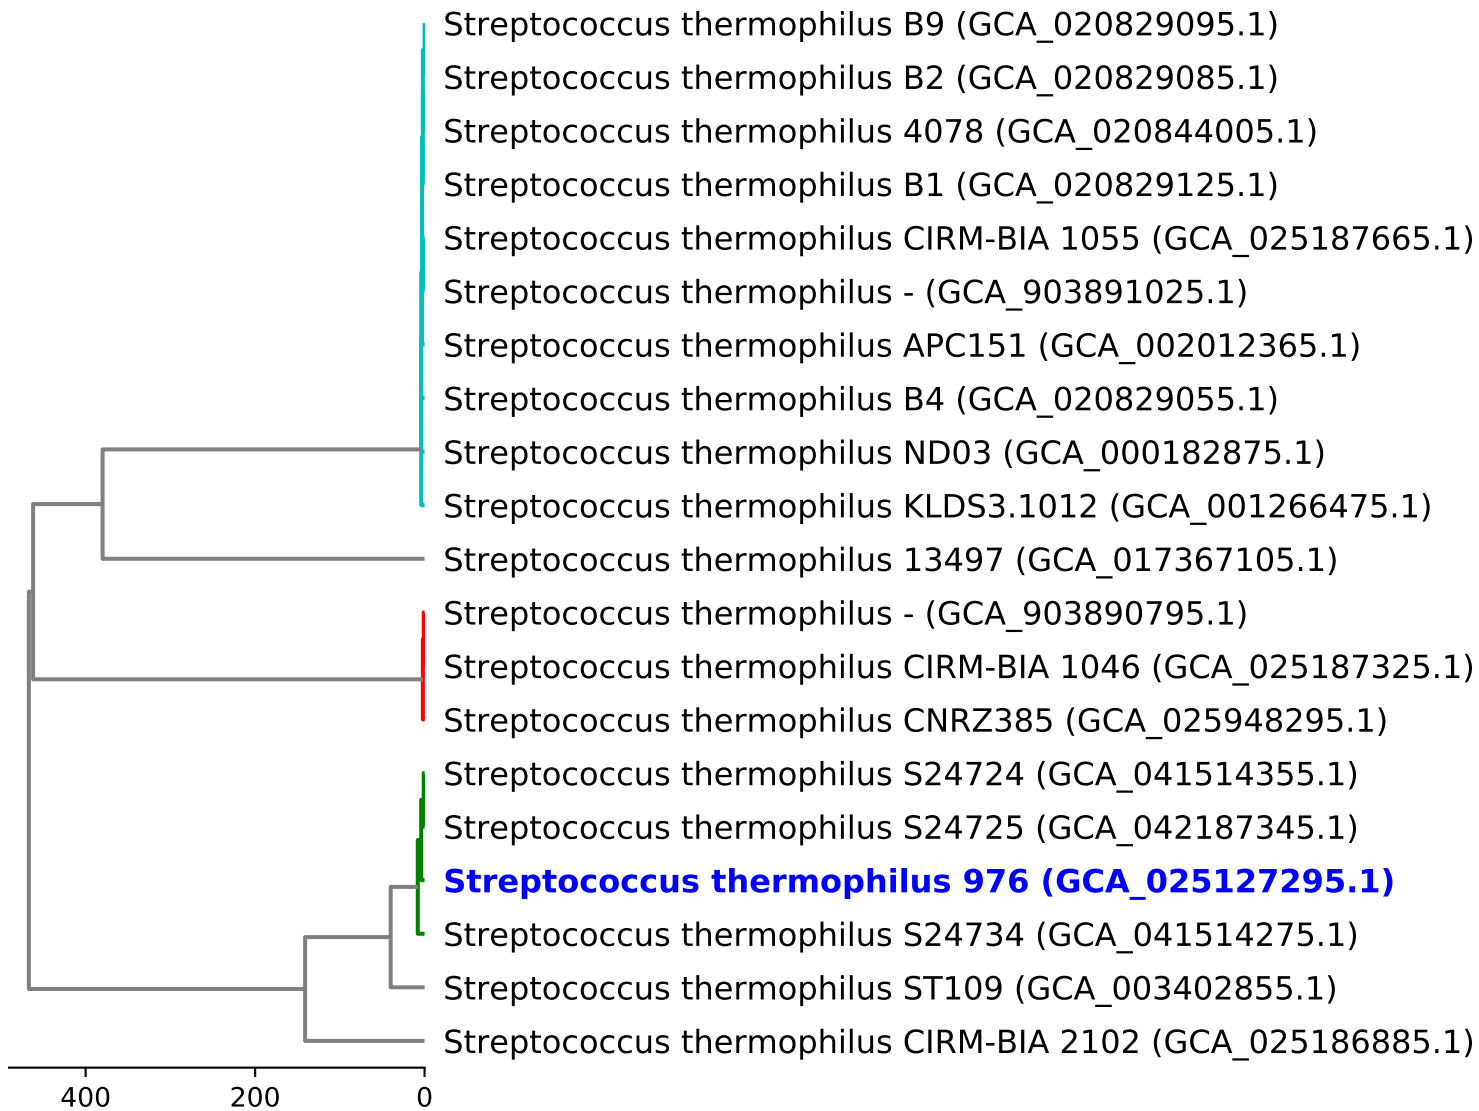 Streptococcus thermophilus B9 (GCA_020829095.1)
Streptococcus thermophilus B2 (GCA_020829085.1)
Streptococcus thermophilus 4078 (GCA_020844005.1)
Streptococcus thermophilus B1 (GCA_020829125.1)
Streptococcus thermophilus CIRM-BIA 1055 (GCA_025187665.1)
Streptococcus thermophilus - (GCA_903891025.1)
Streptococcus thermophilus APC151 (GCA_002012365.1)
Streptococcus thermophilus B4 (GCA_020829055.1)
Streptococcus thermophilus ND03 (GCA_000182875.1)
Streptococcus thermophilus KLDS3.1012 (GCA_001266475.1)
Streptococcus thermophilus 13497 (GCA_017367105.1)
Streptococcus thermophilus - (GCA_903890795.1)
Streptococcus thermophilus CIRM-BIA 1046 (GCA_025187325.1)
Streptococcus thermophilus CNRZ385 (GCA_025948295.1)
Streptococcus thermophilus S24724 (GCA_041514355.1)
Streptococcus thermophilus S24725 (GCA_042187345.1)
Streptococcus thermophilus 976 (GCA_025127295.1)
Streptococcus thermophilus S24734 (GCA_041514275.1)
Streptococcus thermophilus ST109 (GCA_003402855.1)
Streptococcus thermophilus CIRM-BIA 2102 (GCA_025186885.1)
400 200 0